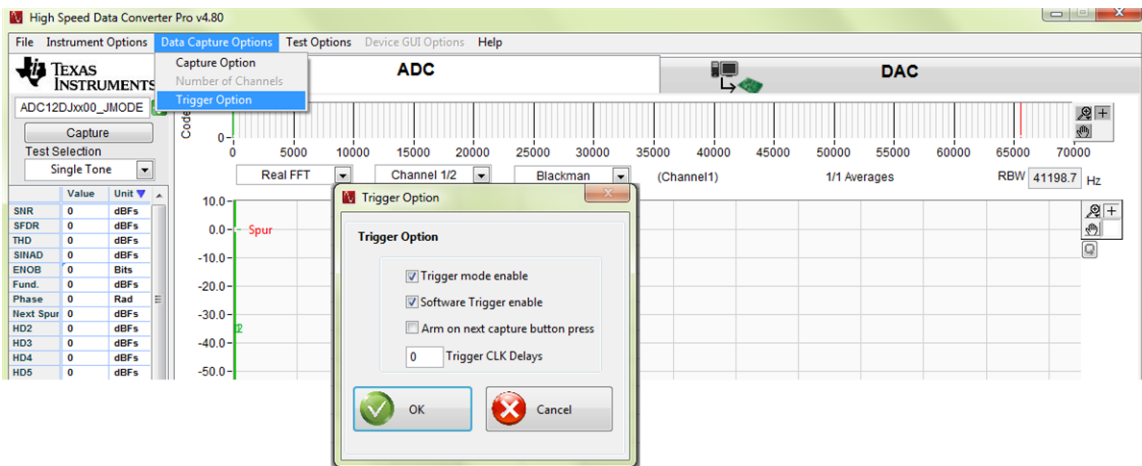 High Speed Data Converter Pro v4.80
File Instrument Options Data Capture Options Test Options Device GUI Options Help
Capture Option
Number of Channels
Trigger Option
TEXAS
INSTRUMENTS
ADC
DAC
ADC12DJxx00_JMODE
Capture
Test Selection
Single Tone
Value Unit
SNR 0 dBFs
SFDR 0 dBFs
THD 0 dBFs
SINAD 0 dBFs
ENOB 0 Bits
Fund. 0 dBFs
Phase 0 Rad
Next Spur 0 dBFs
HD2 0 dBFs
HD3 0 dBFs
HD4 0 dBFs
HD5 0 dBFs
0
0 5000 10000 15000 20000 25000 30000 35000 40000 45000 50000 55000 60000 65000 70000
Real FFT Channel 1/2 Blackman (Channel1) 1/1 Averages RBW 41198.7 Hz
10.0
0.0
Spur
-10.0
-20.0
-30.0
-40.0
-50.0
Trigger Option
Trigger Option
Trigger mode enable
Software Trigger enable
Arm on next capture button press
0 Trigger CLK Delays
OK Cancel